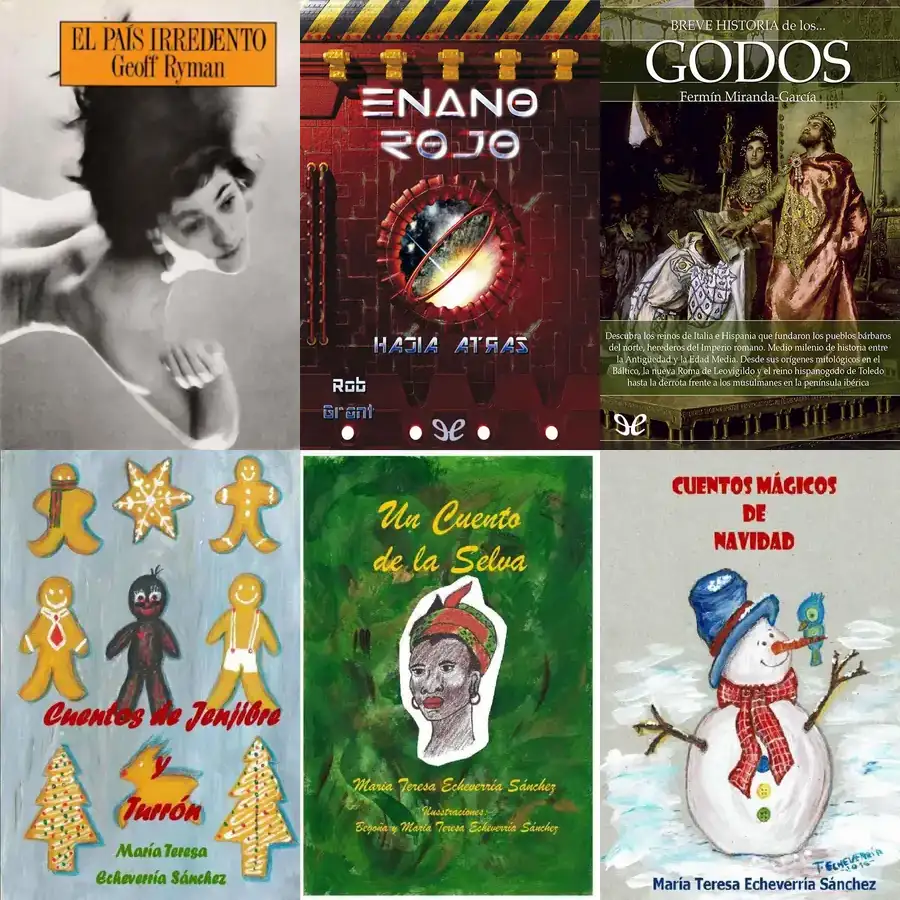 EL PAÍS IRREDENTO
Geoff Ryman
ENANO
ROJO
HACIA ATRAS
Rob
Grant
BREVE HISTORIA de los...
GODOS
Fermín Miranda-García
Descubra los reinos de Italia e Hispania que fundaron los pueblos bárbaros
del norte, herederos del Imperio romano. Medio milenio de historia entre
la Antigüedad y la Edad Media. Desde sus orígenes mitológicos en el
Báltico, la nueva Roma de Leovigildo y el reino hispanogodo de Toledo
hasta la derrota frente a los musulmanes en la península ibérica
Cuentos de Jenjibre
y
Turrón
María Teresa
Echeverría Sánchez
Un Cuento
de la Selva
María Teresa Echeverría Sánchez
Ilusstraciones:
Begoña y María Teresa Echeverría Sánchez
CUENTOS MÁGICOS
DE
NAVIDAD
T. ECHEVERRÍA
María Teresa Echeverría Sánchez